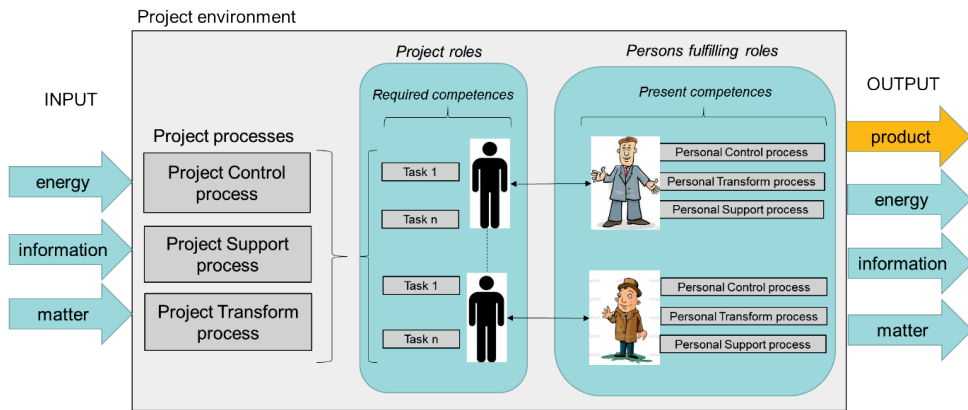 Project environment
INPUT
energy
information
matter
Project processes
Project Control
process
Project Support
process
Project Transform
process
Project roles
Required competences
Task 1
Task n
Task 1
Task n
Persons fulfilling roles
Present competences
Personal Control process
Personal Transform process
Personal Support process
Personal Control process
Personal Transform process
Personal Support process
OUTPUT
product
energy
information
matter